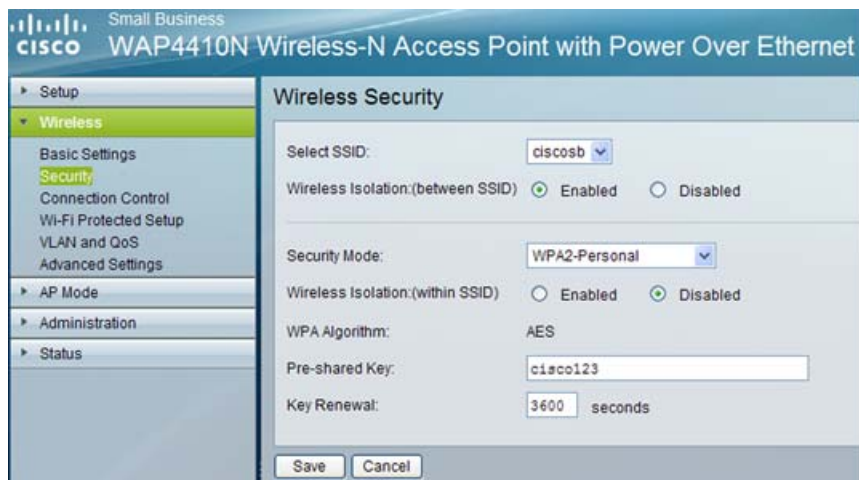 Small Business
CISCO WAP4410N Wireless-N Access Point with Power Over Ethernet
Setup
Wireless
Basic Settings
Security
Connection Control
Wi-Fi Protected Setup
VLAN and QoS
Advanced Settings
AP Mode
Administration
Status
Wireless Security
Select SSID: ciscosb
Wireless Isolation:(between SSID) Enabled Disabled
Security Mode: WPA2-Personal
Wireless Isolation:(within SSID) Enabled Disabled
WPA Algorithm: AES
Pre-shared Key: cisco123
Key Renewal: 3600 seconds
Save Cancel